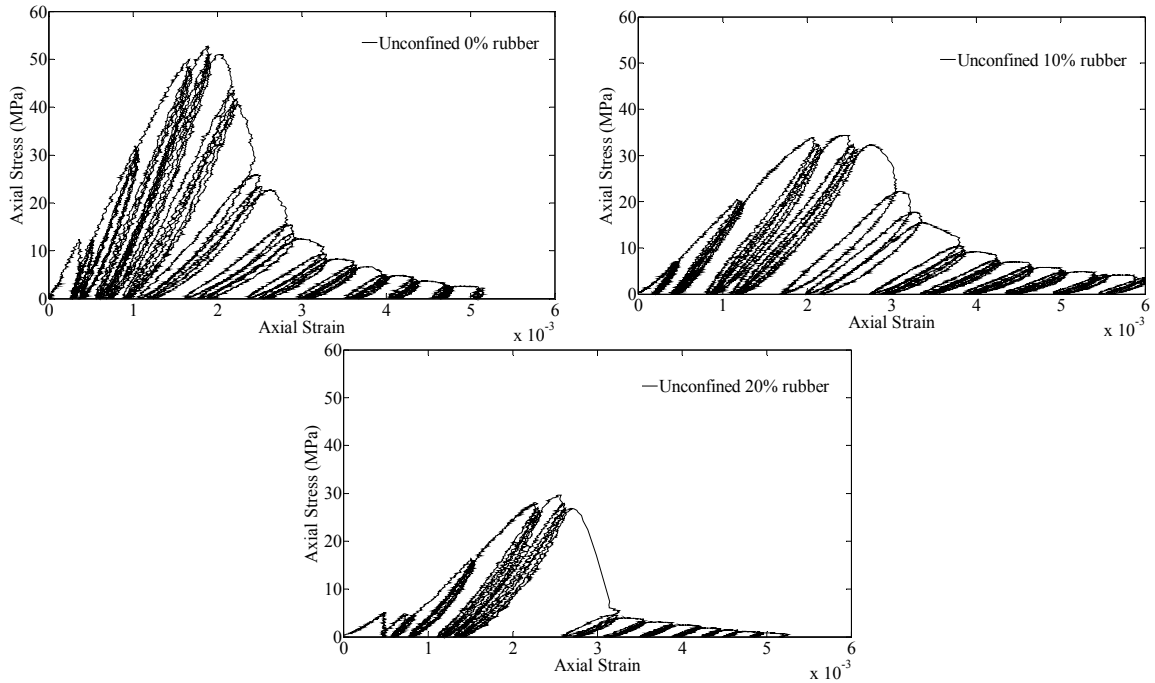 60
50
40
30
20
10
0
Axial Stress (MPa)
Unconfined 0% rubber
0 1 2 3 4 5 6
Axial Strain
x 10-3
60
50
40
30
20
10
0
Axial Stress (MPa)
Unconfined 10% rubber
0 1 2 3 4 5 6
Axial Strain
x 10-3
60
50
40
30
20
10
0
Axial Stress (MPa)
Unconfined 20% rubber
0 1 2 3 4 5 6
Axial Strain
x 10-3